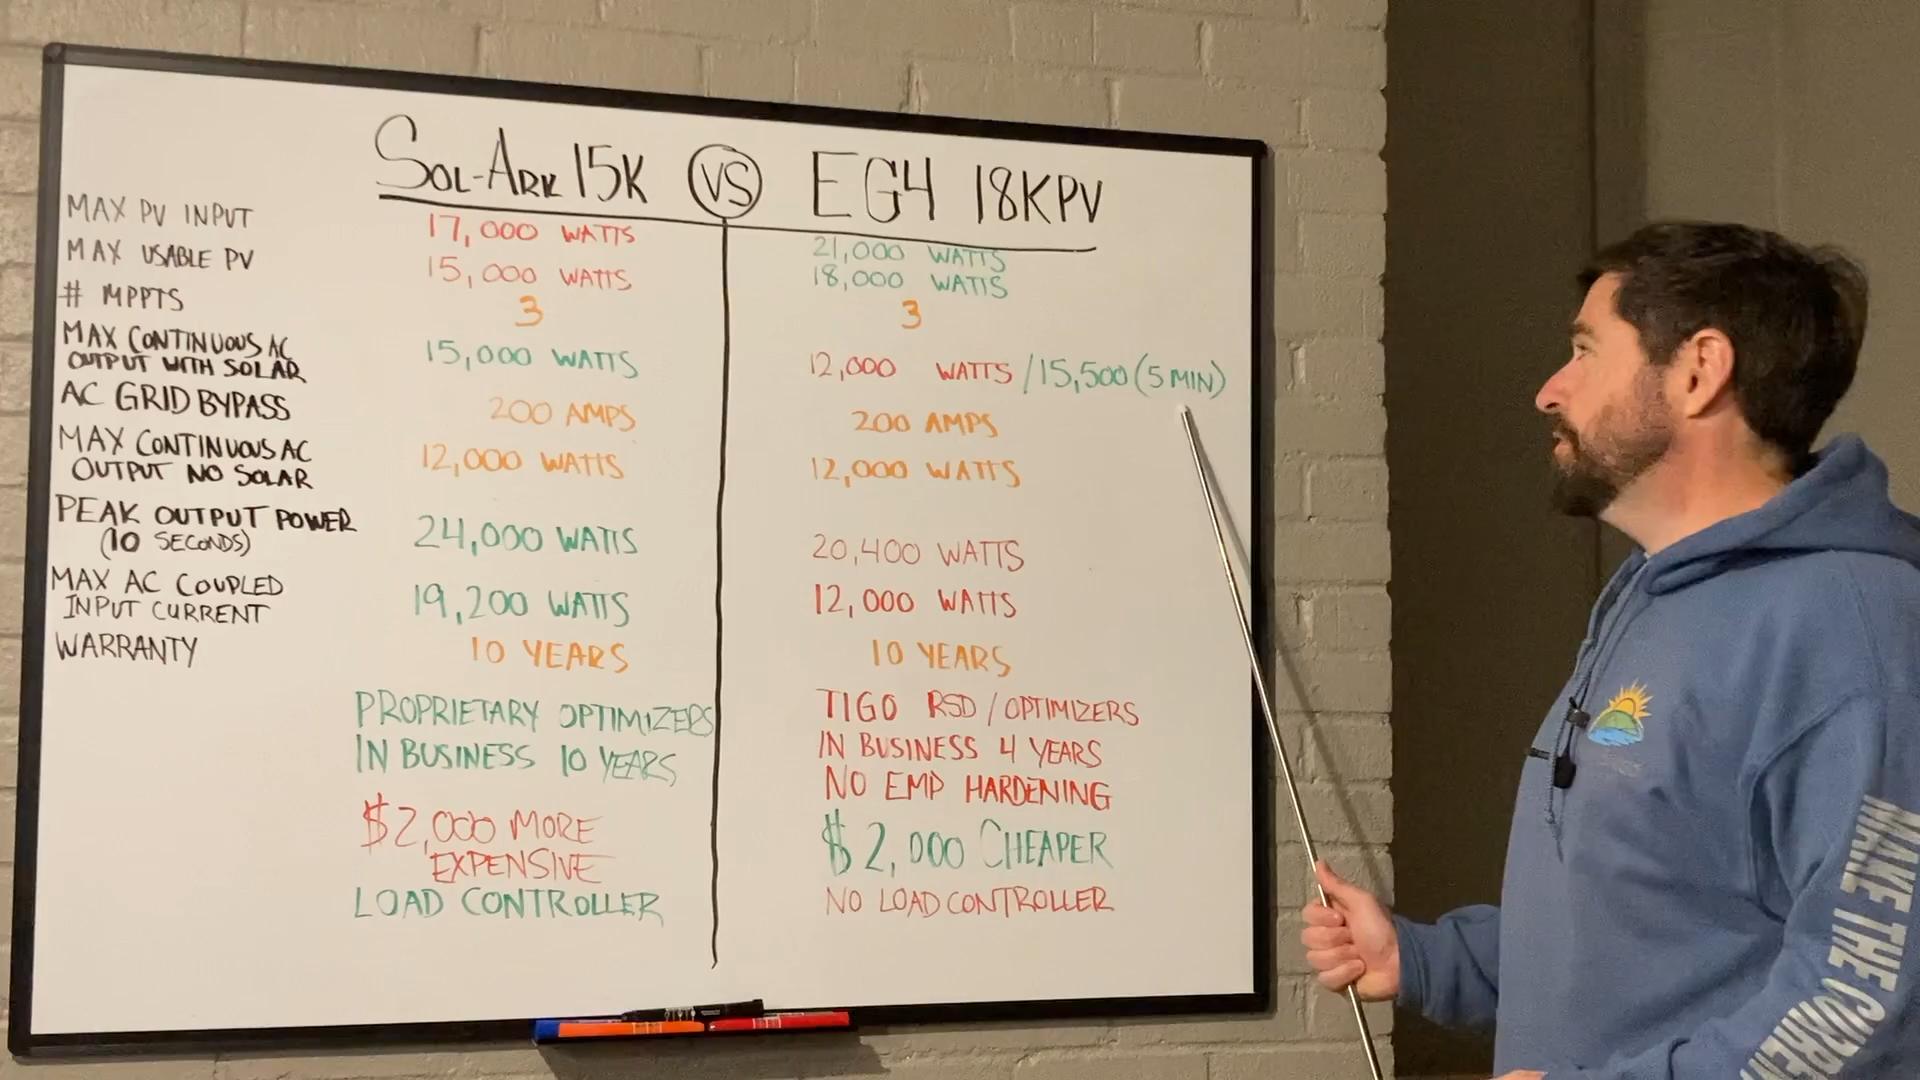 SOL-ARK 15K VS EG4 18KPV
MAX PV INPUT 17,000 WATTS 21,000 WATTS
MAX USABLE PV 15,000 WATTS 18,000 WATTS
# MPPTS 3 3
MAX CONTINUOUS AC
OUTPUT WITH SOLAR 15,000 WATTS 12,000 WATTS / 15,500 (5 MIN)
AC GRID BYPASS 200 AMPS 200 AMPS
MAX CONTINUOUS AC
OUTPUT NO SOLAR 12,000 WATTS 12,000 WATTS
PEAK OUTPUT POWER
(10 SECONDS) 24,000 WATTS 20,400 WATTS
MAX AC COUPLED
INPUT CURRENT 19,200 WATTS 12,000 WATTS
WARRANTY 10 YEARS 10 YEARS
PROPRIETARY OPTIMIZERS TIGO RSD / OPTIMIZERS
IN BUSINESS 10 YEARS IN BUSINESS 4 YEARS
NO EMP HARDENING
$2,000 MORE
EXPENSIVE
$2,000 CHEAPER
LOAD CONTROLLER NO LOAD CONTROLLER
MAKE THE CURREN